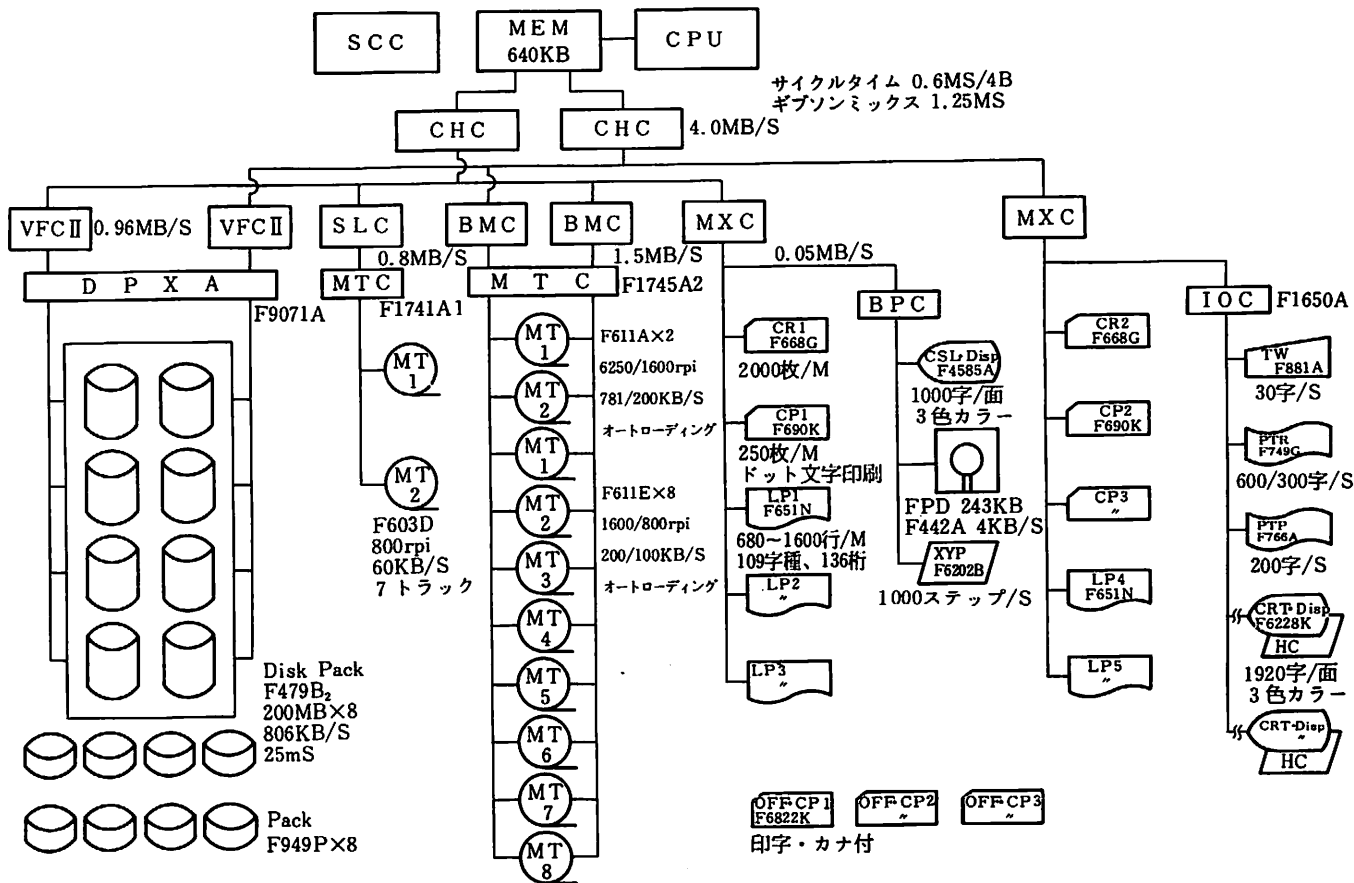 SCC
MEM
640KB
CPU
サイクルタイム 0.6MS/4B
ギブソンミックス 1.25MS
CHC
CHC
4.0MB/S
VFCⅡ
0.96MB/S
VFCⅡ
SLC
0.8MB/S
BMC
BMC
1.5MB/S
MXC
0.05MB/S
MXC
DPXA
F9071A
MTC
F1741A1
MTC
F1745A2
BPC
IOC
F1650A
MT
1
MT
2
F603D
800rpi
60KB/S
7トラック
MT
1
MT
2
F611A×2
6250/1600rpi
781/200KB/S
オートローディング
MT
1
MT
2
MT
3
MT
4
MT
5
MT
6
MT
7
MT
8
F611E×8
1600/800rpi
200/100KB/S
オートローディング
CR1
F668G
2000枚/M
CP1
F690K
250枚/M
ドット文字印刷
LP1
F651N
680~1600行/M
109字種、136桁
LP2
〃
LP3
〃
CSL・Disp
F4585A
1000字/面
3色カラー
FPD 243KB
F442A 4KB/S
XYP
F6202B
1000ステップ/S
CR2
F668G
CP2
F690K
CP3
〃
LP4
F651N
LP5
〃
TW
F881A
30字/S
PTR
F749G
600/300字/S
PTP
F766A
200字/S
CRT-Disp
F6228K
HC
1920字/面
3色カラー
CRT-Disp
〃
HC
Disk Pack
F479B₂
200MB×8
806KB/S
25mS
Pack
F949P×8
OFF-CP1
F6822K
印字・カナ付
OFF-CP2
〃
OFF-CP3
〃